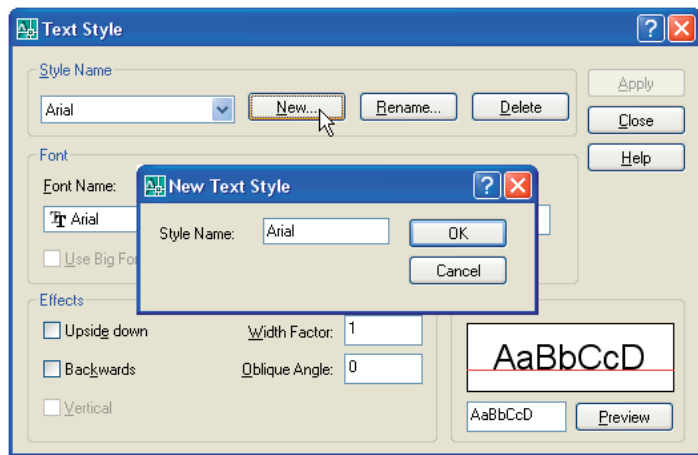 Text Style
Style Name
Arial
New...
Rename...
Delete
Apply
Close
Help
Font
Font Name:
Arial
New Text Style
Style Name:
Arial
OK
Cancel
Effects
Upside down
Width Factor:
1
Backwards
Oblique Angle:
0
Vertical
AaBbCcD
AaBbCcD
Preview
Use Big Fo